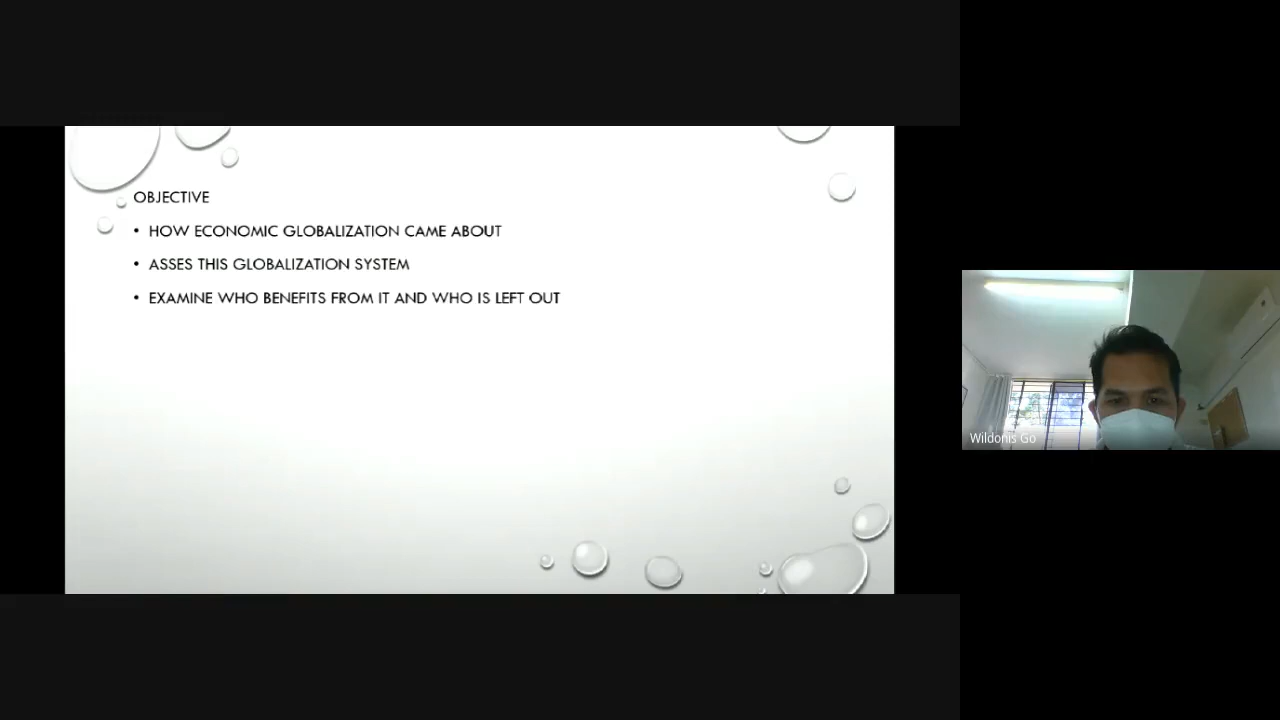 OBJECTIVE
• HOW ECONOMIC GLOBALIZATION CAME ABOUT
• ASSES THIS GLOBALIZATION SYSTEM
• EXAMINE WHO BENEFITS FROM IT AND WHO IS LEFT OUT
Wildonis Go